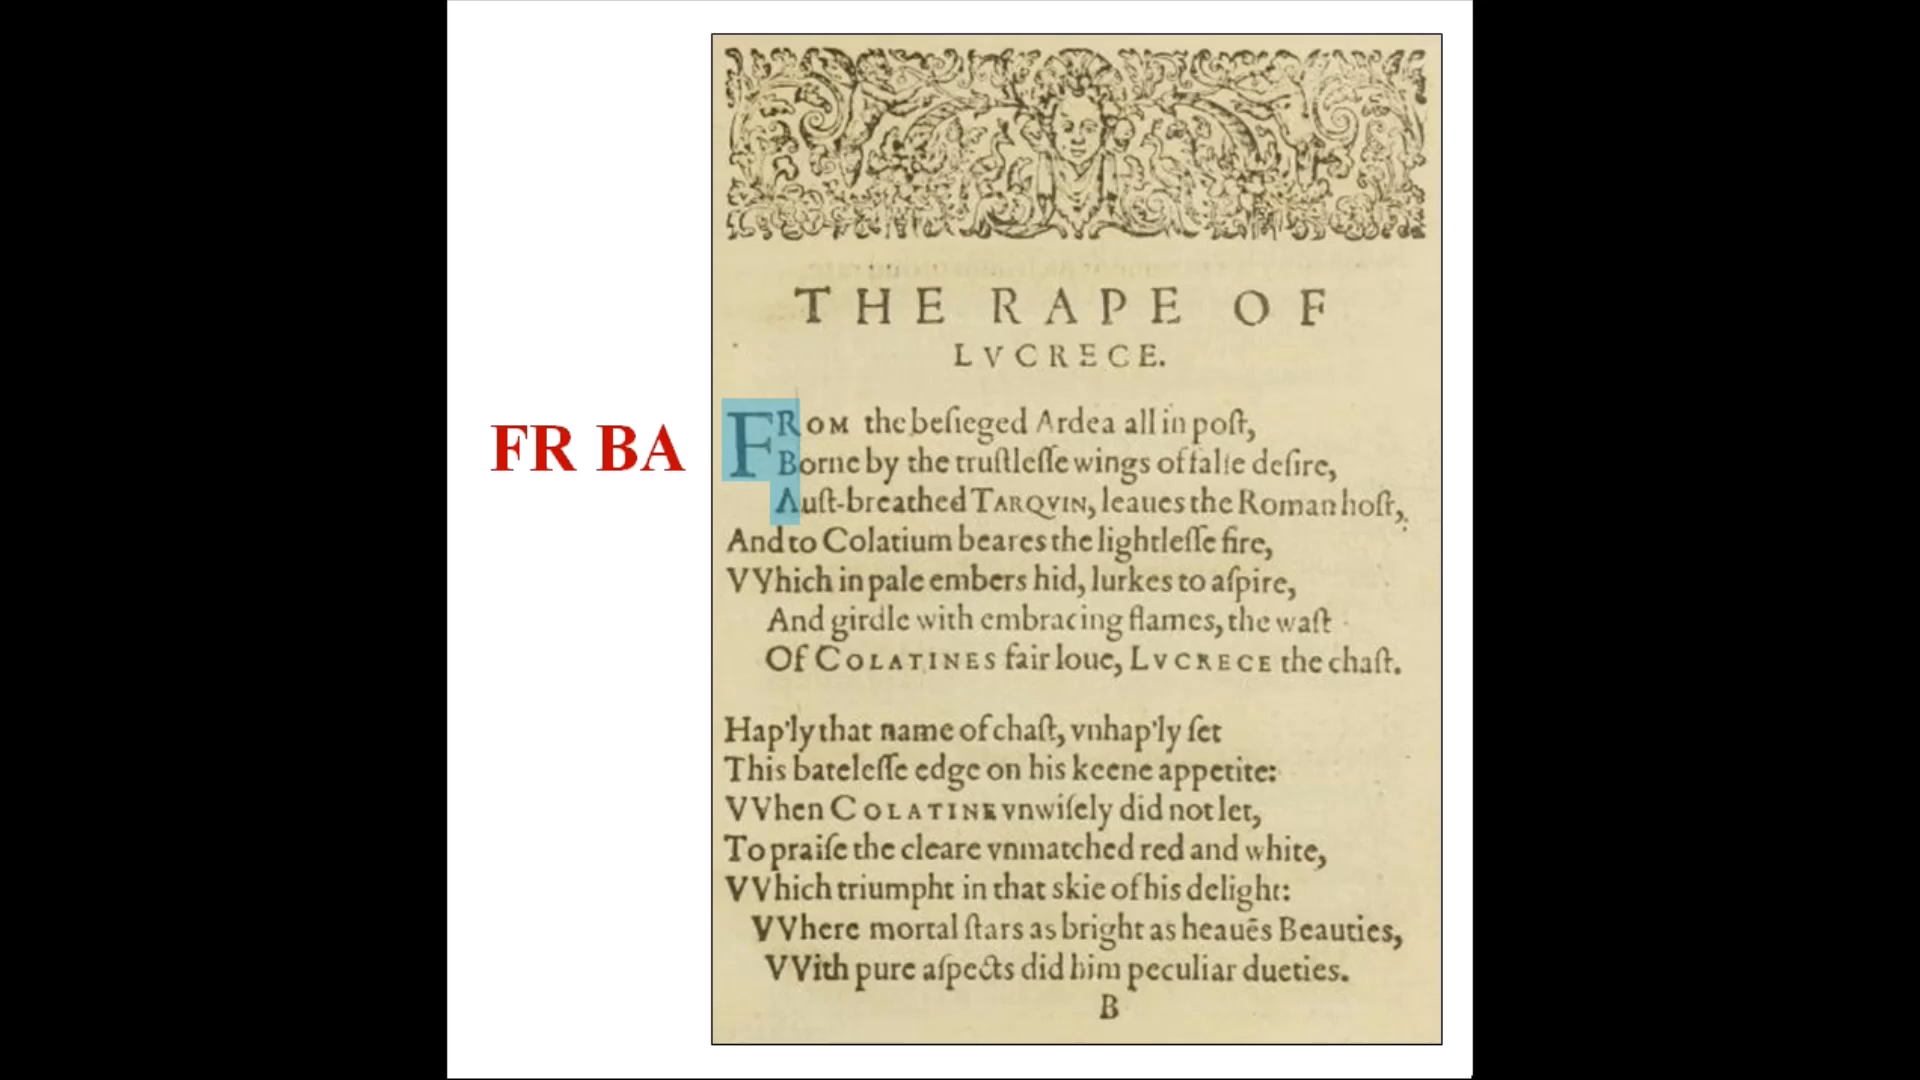 FR BA
THE RAPE OF
LVCRECE.
FROM the besieged Ardea all in post,
Borne by the trustlesse wings of false desire,
Aust-breathed TARQVIN, leaues the Roman host,
And to Colatium beares the lightlesse fire,
VVhich in pale embers hid, lurkes to aspire,
And girdle with embracing flames, the wast
Of COLATINES fair loue, LVCRECE the chast.
Hap'ly that name of chast, vnhap'ly set
This batelesse edge on his keene appetite:
VVhen COLATINE vnwisely did not let,
To praise the cleare vnmatched red and white,
VVhich triumpht in that skie of his delight:
VVhere mortal stars as bright as heauēs Beauties,
VVith pure aspects did him peculiar dueties.
B